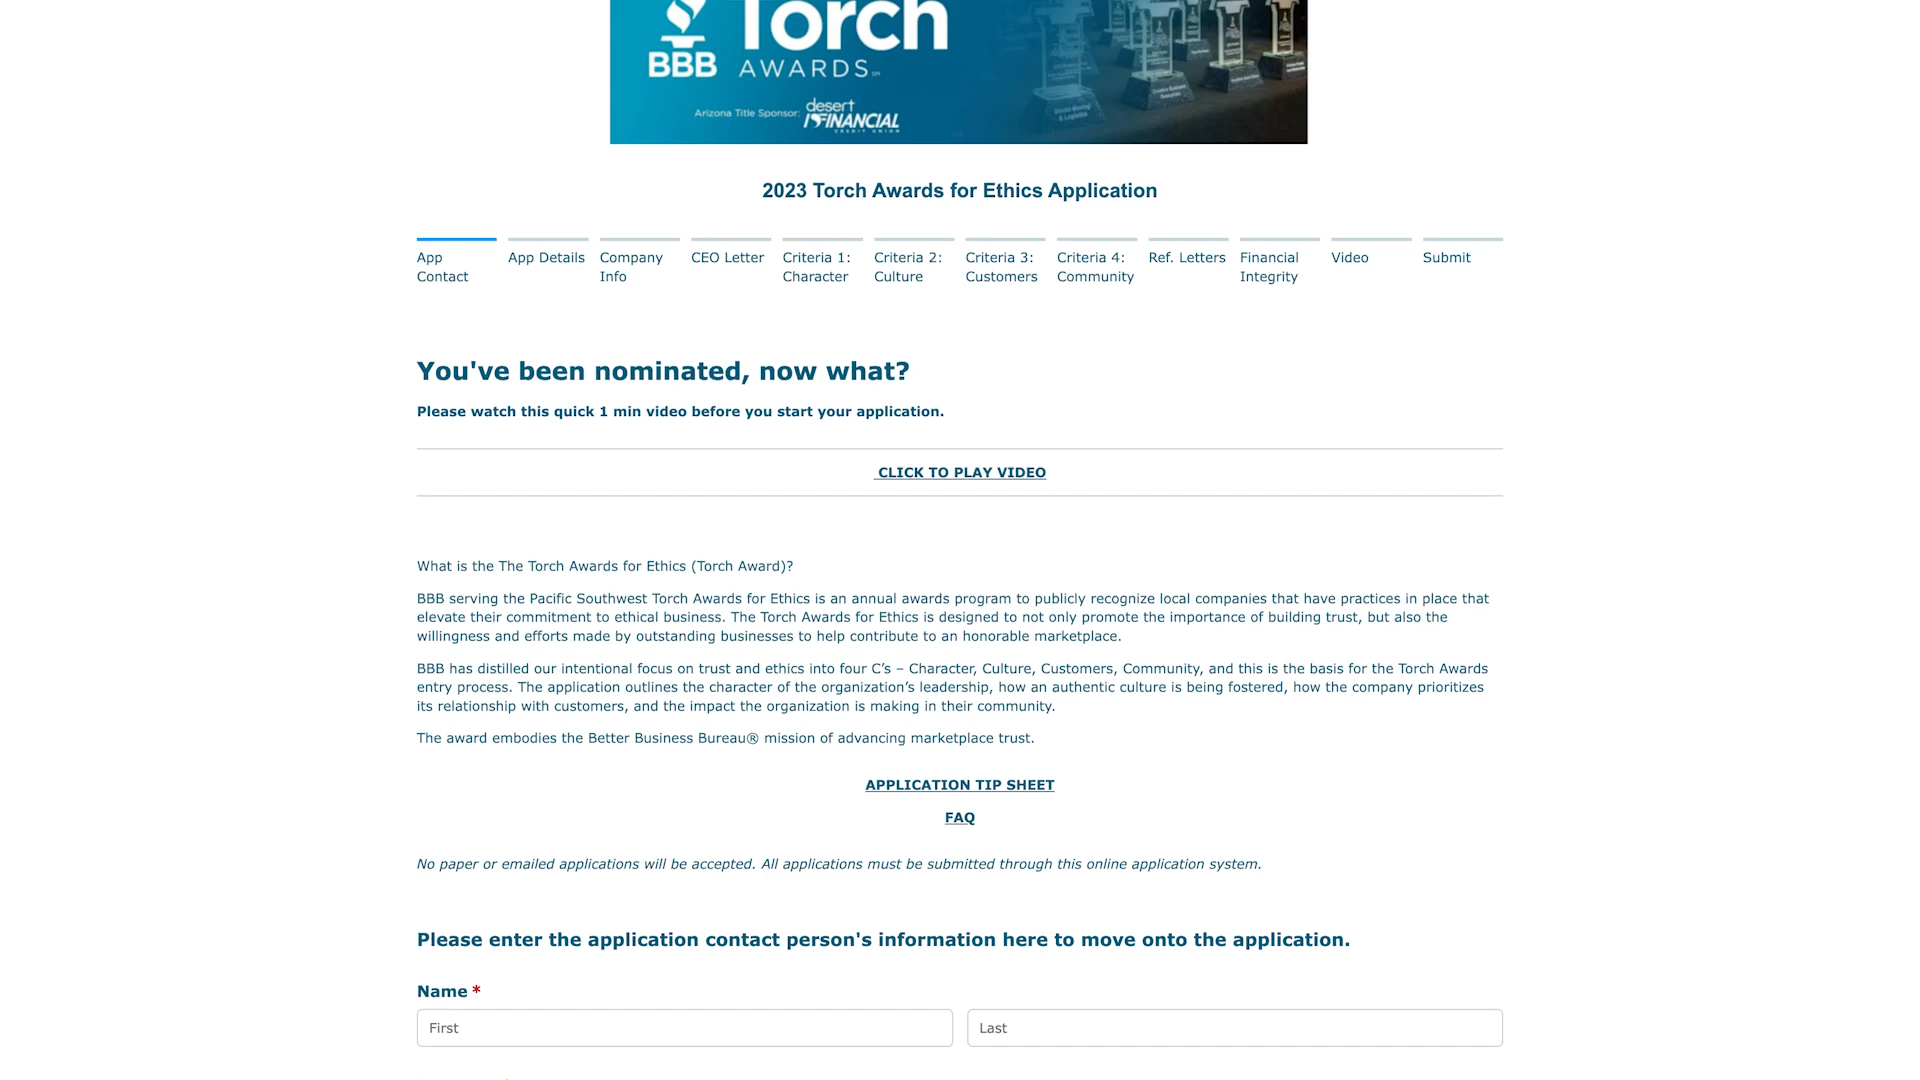 Torch
BBB AWARDS
Arizona Title Sponsor: desert FINANCIAL
CREDIT UNION
2023 Torch Awards for Ethics Application
App Contact
App Details
Company Info
CEO Letter
Criteria 1: Character
Criteria 2: Culture
Criteria 3: Customers
Criteria 4: Community
Ref. Letters
Financial Integrity
Video
Submit
You've been nominated, now what?
Please watch this quick 1 min video before you start your application.
CLICK TO PLAY VIDEO
What is the The Torch Awards for Ethics (Torch Award)?
BBB serving the Pacific Southwest Torch Awards for Ethics is an annual awards program to publicly recognize local companies that have practices in place that
elevate their commitment to ethical business. The Torch Awards for Ethics is designed to not only promote the importance of building trust, but also the
willingness and efforts made by outstanding businesses to help contribute to an honorable marketplace.
BBB has distilled our intentional focus on trust and ethics into four C’s – Character, Culture, Customers, Community, and this is the basis for the Torch Awards
entry process. The application outlines the character of the organization’s leadership, how an authentic culture is being fostered, how the company prioritizes
its relationship with customers, and the impact the organization is making in their community.
The award embodies the Better Business Bureau® mission of advancing marketplace trust.
APPLICATION TIP SHEET
FAQ
No paper or emailed applications will be accepted. All applications must be submitted through this online application system.
Please enter the application contact person's information here to move onto the application.
Name *
First
Last